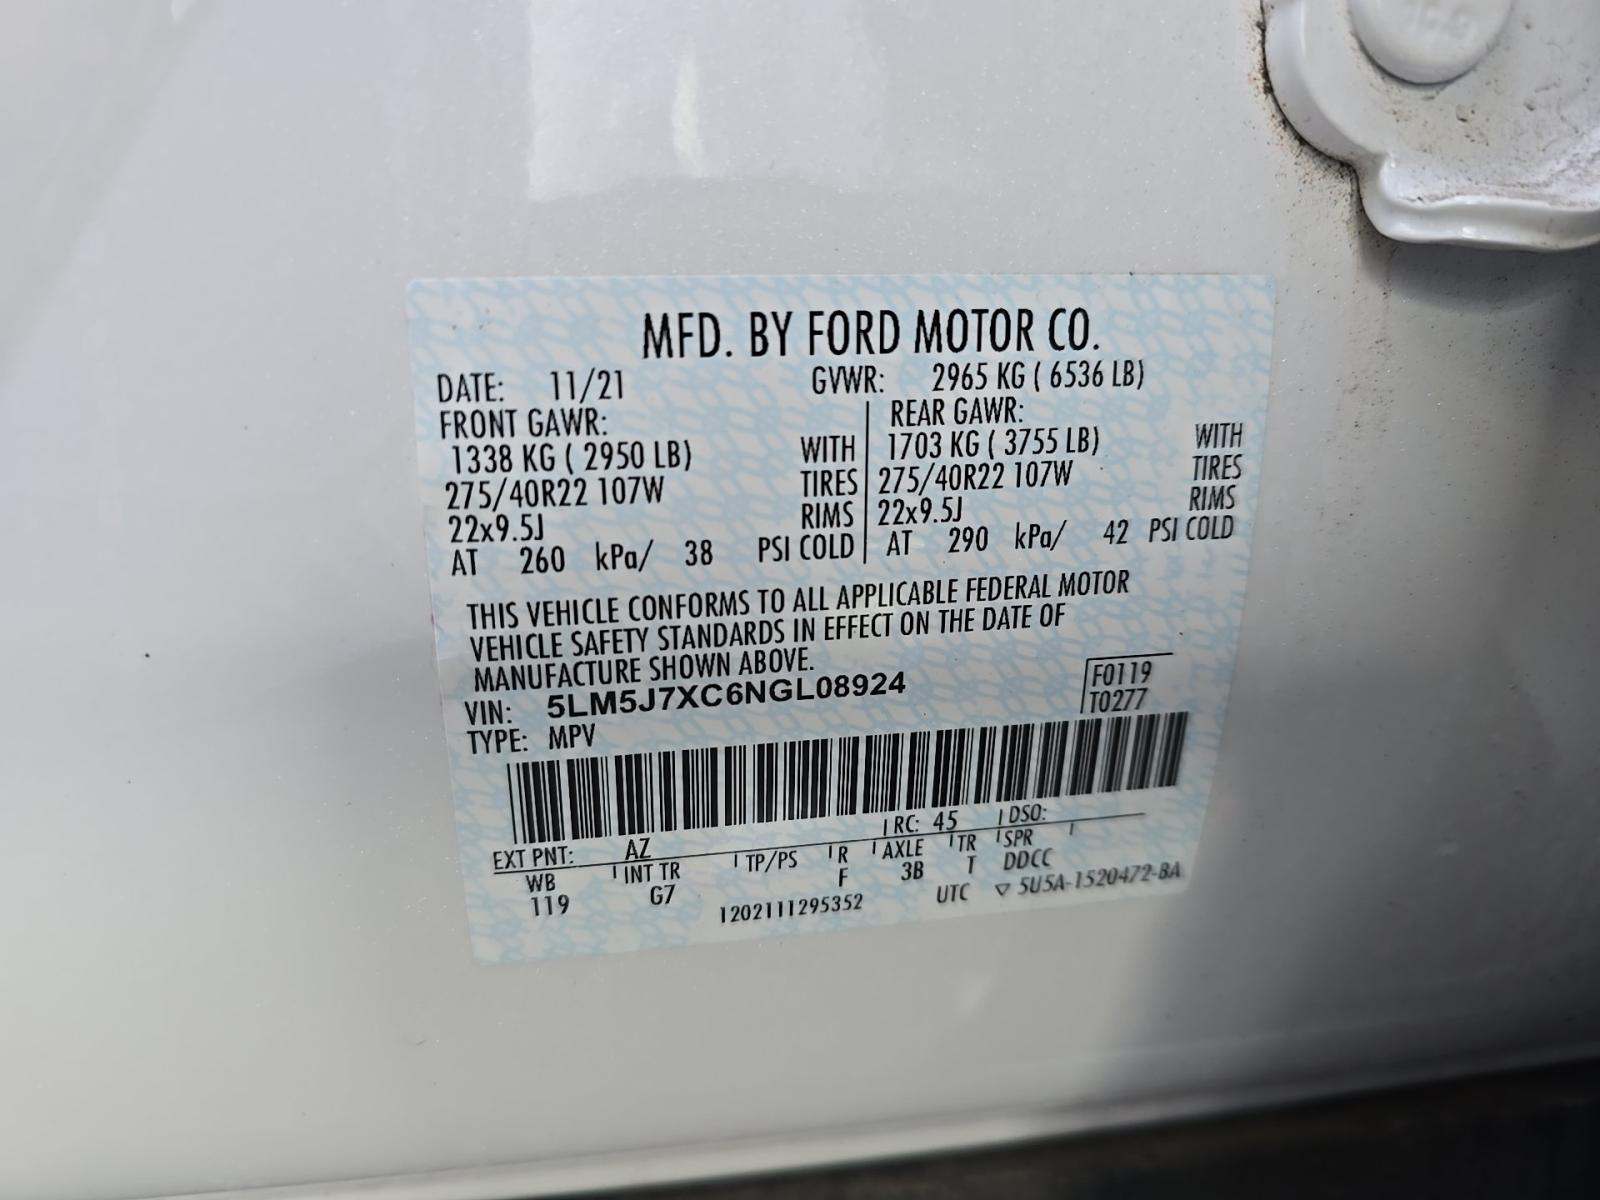 MFD. BY FORD MOTOR CO.
DATE: 11/21 GVWR: 2965 KG ( 6536 LB)
FRONT GAWR: REAR GAWR:
1338 KG ( 2950 LB) WITH 1703 KG ( 3755 LB) WITH
275/40R22 107W TIRES 275/40R22 107W TIRES
22x9.5J RIMS 22x9.5J RIMS
AT 260 kPa/ 38 PSI COLD AT 290 kPa/ 42 PSI COLD
THIS VEHICLE CONFORMS TO ALL APPLICABLE FEDERAL MOTOR
VEHICLE SAFETY STANDARDS IN EFFECT ON THE DATE OF
MANUFACTURE SHOWN ABOVE.
VIN: 5LM5J7XC6NGL08924 F0119
TYPE: MPV T0277
EXT PNT: AZ RC: 45 DSO:
WB INT TR TP/PS R AXLE TR SPR
119 G7 F 3B T DDCC
1202111295352 UTC ▽ 5U5A-1520472-BA